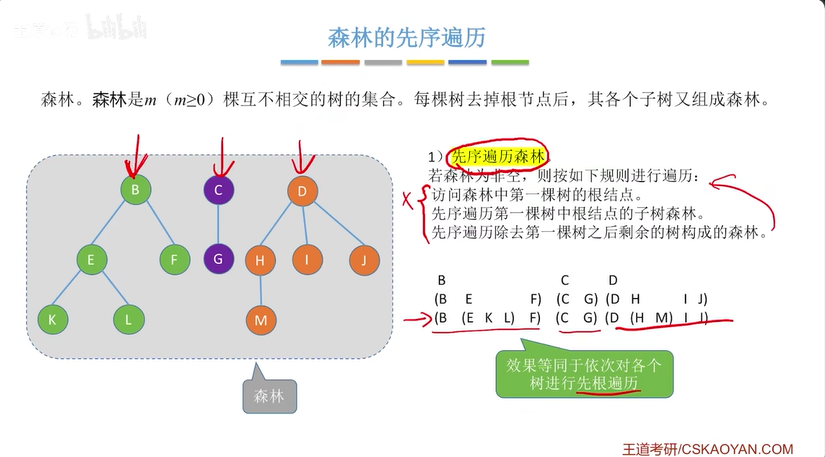 bilibili
森林的先序遍历
森林。森林是m（m≥0）棵互不相交的树的集合。每棵树去掉根节点后，其各个子树又组成森林。
B
C
D
E
F
G
H
I
J
K
L
M
森林
1）先序遍历森林。
若森林为非空，则按如下规则进行遍历：
访问森林中第一棵树的根结点。
先序遍历第一棵树中根结点的子树森林。
先序遍历除去第一棵树之后剩余的树构成的森林。
B C D
(B E F) (C G) (D H I J)
(B (E K L) F) (C G) (D (H M) I J)
效果等同于依次对各个
树进行先根遍历
王道考研/CSKAOYAN.COM